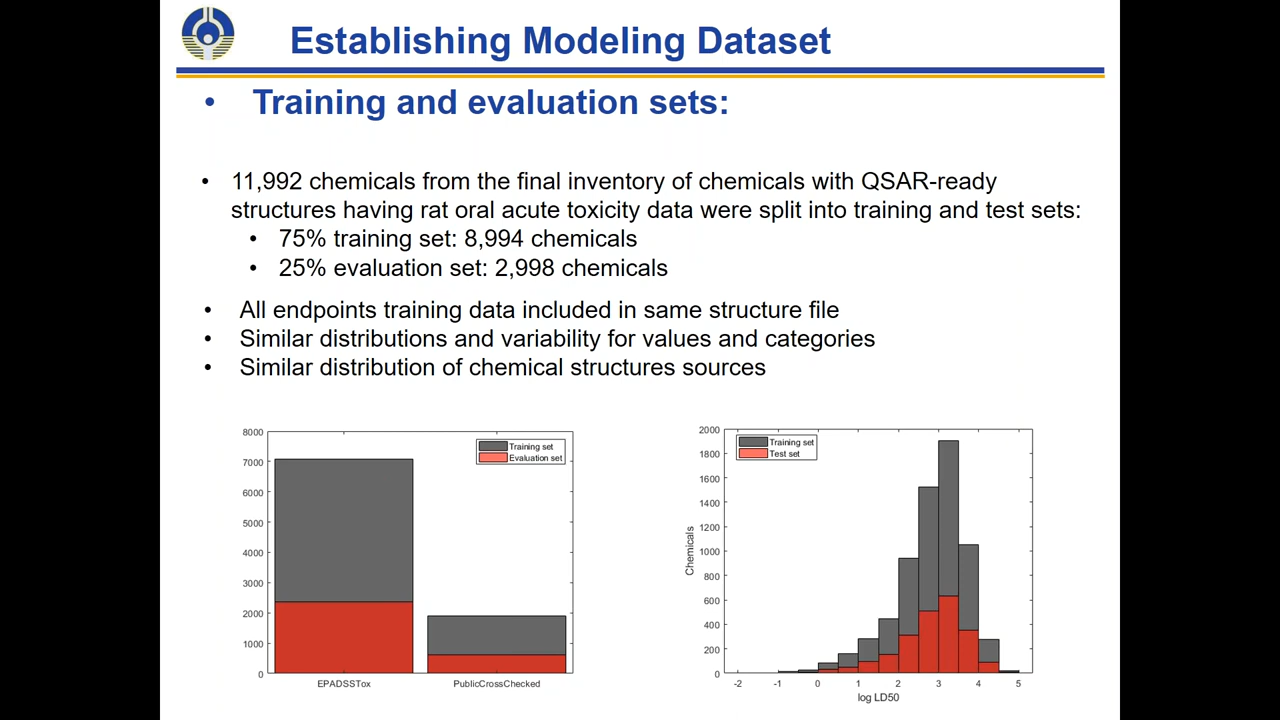 Establishing Modeling Dataset
• Training and evaluation sets:
• 11,992 chemicals from the final inventory of chemicals with QSAR-ready
structures having rat oral acute toxicity data were split into training and test sets:
• 75% training set: 8,994 chemicals
• 25% evaluation set: 2,998 chemicals
• All endpoints training data included in same structure file
• Similar distributions and variability for values and categories
• Similar distribution of chemical structures sources
8000
7000
6000
5000
4000
3000
2000
1000
0
Training set
Evaluation set
EPADSSTox PublicCrossChecked
2000
1800
1600
1400
1200
1000
800
600
400
200
0
Chemicals
Training set
Test set
-2 -1 0 1 2 3 4 5
log LD50